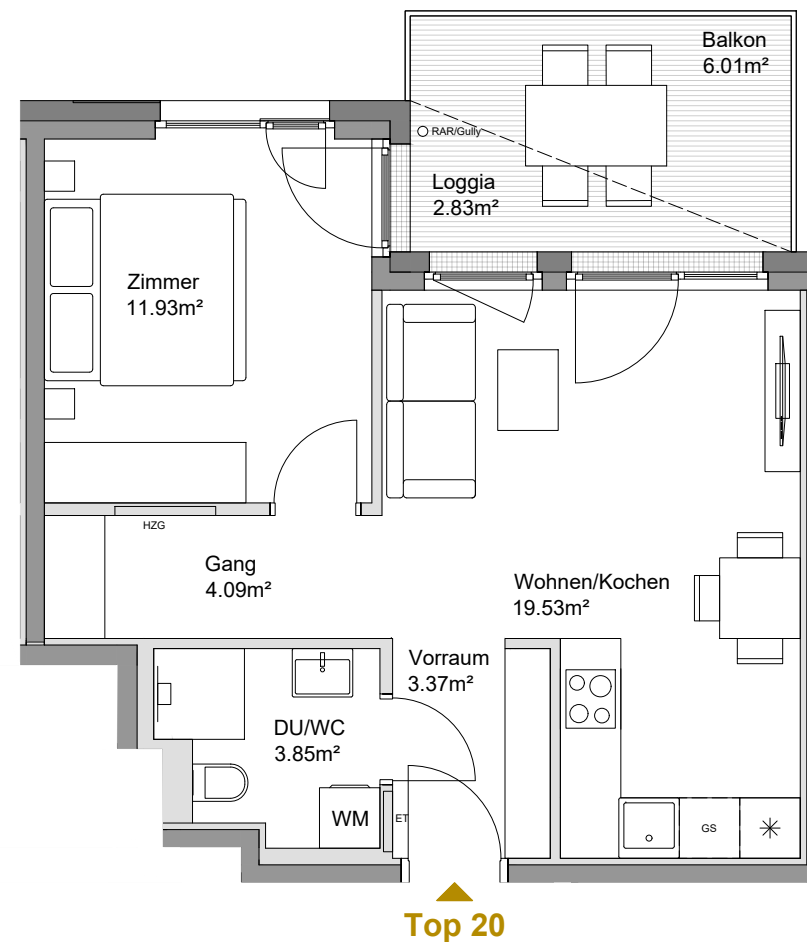 Balkon
6.01m²
RAR/Gully
Loggia
2.83m²
Zimmer
11.93m²
HZG
Gang
4.09m²
Wohnen/Kochen
19.53m²
Vorraum
3.37m²
DU/WC
3.85m²
WM
ET
GS
Top 20